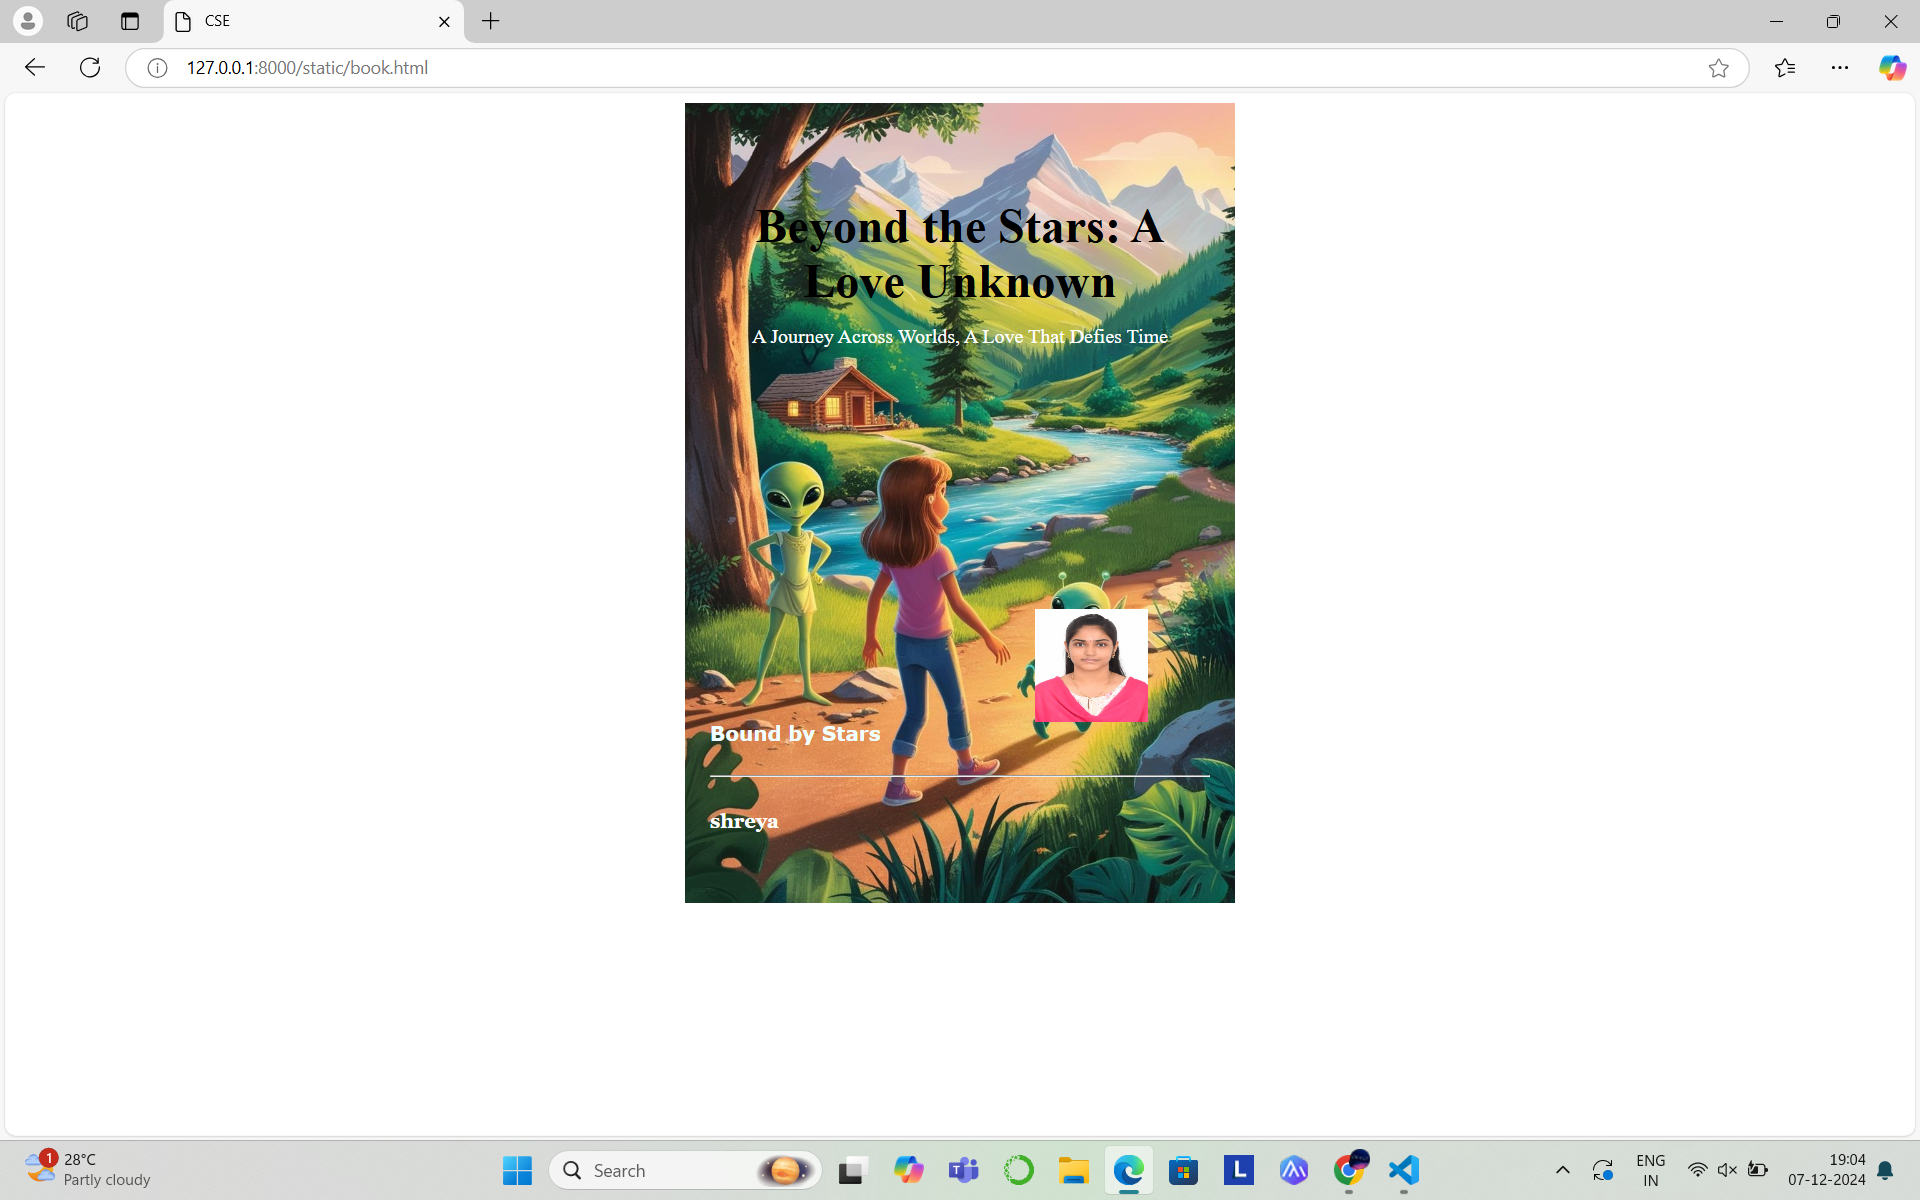 CSE
127.0.0.1:8000/static/book.html
Beyond the Stars: A
Love Unknown
A Journey Across Worlds, A Love That Defies Time
Bound by Stars
shreya
1
28°C
Partly cloudy
Search
L
ENG
IN
19:04
07-12-2024